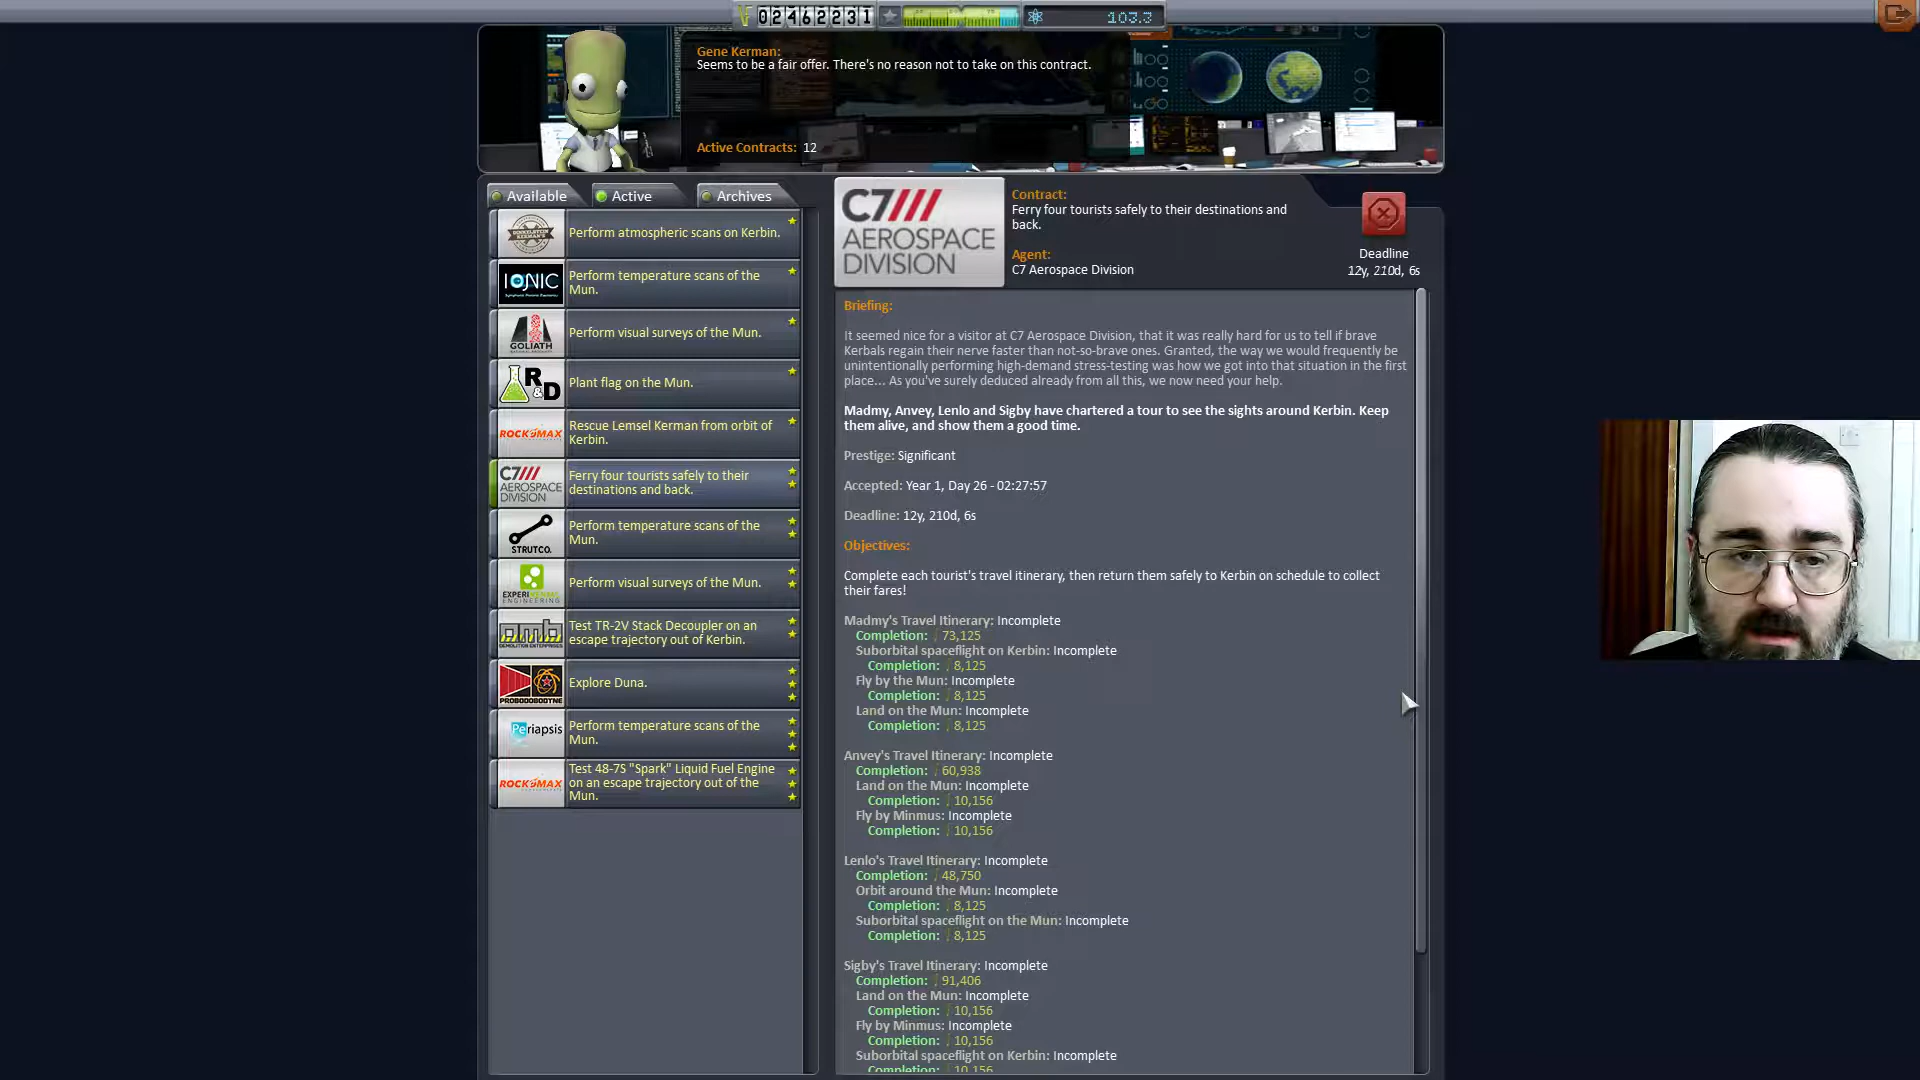 02462231
103.3
Gene Kerman:
Seems to be a fair offer. There's no reason not to take on this contract.
Active Contracts: 12
Available
Active
Archives
Perform atmospheric scans on Kerbin.
IONIC
Perform temperature scans of the
Mun.
GOLIATH
Perform visual surveys of the Mun.
R&D
Plant flag on the Mun.
ROCKOMAX
Rescue Lemsel Kerman from orbit of
Kerbin.
C7///
AEROSPACE
DIVISION
Ferry four tourists safely to their
destinations and back.
STRUTCO.
Perform temperature scans of the
Mun.
EXPERIMENTAL
ENGINEERING
Perform visual surveys of the Mun.
omb
DEMOLITION ENTERPRISES
Test TR-2V Stack Decoupler on an
escape trajectory out of Kerbin.
PROBODOBODYNE
Explore Duna.
Periapsis
Perform temperature scans of the
Mun.
ROCKOMAX
Test 48-7S "Spark" Liquid Fuel Engine
on an escape trajectory out of the
Mun.
C7///
AEROSPACE
DIVISION
Contract:
Ferry four tourists safely to their destinations and
back.
Agent:
C7 Aerospace Division
Deadline
12y, 210d, 6s
Briefing:
It seemed nice for a visitor at C7 Aerospace Division, that it was really hard for us to tell if brave
Kerbals regain their nerve faster than not-so-brave ones. Granted, the way we would frequently be
unintentionally performing high-demand stress-testing was how we got into that situation in the first
place... As you've surely deduced already from all this, we now need your help.
Madmy, Anvey, Lenlo and Sigby have chartered a tour to see the sights around Kerbin. Keep
them alive, and show them a good time.
Prestige: Significant
Accepted: Year 1, Day 26 - 02:27:57
Deadline: 12y, 210d, 6s
Objectives:
Complete each tourist's travel itinerary, then return them safely to Kerbin on schedule to collect
their fares!
Madmy's Travel Itinerary: Incomplete
Completion: 73,125
Suborbital spaceflight on Kerbin: Incomplete
Completion: 8,125
Fly by the Mun: Incomplete
Completion: 8,125
Land on the Mun: Incomplete
Completion: 8,125
Anvey's Travel Itinerary: Incomplete
Completion: 60,938
Land on the Mun: Incomplete
Completion: 10,156
Fly by Minmus: Incomplete
Completion: 10,156
Lenlo's Travel Itinerary: Incomplete
Completion: 48,750
Orbit around the Mun: Incomplete
Completion: 8,125
Suborbital spaceflight on the Mun: Incomplete
Completion: 8,125
Sigby's Travel Itinerary: Incomplete
Completion: 91,406
Land on the Mun: Incomplete
Completion: 10,156
Fly by Minmus: Incomplete
Completion: 10,156
Suborbital spaceflight on Kerbin: Incomplete
Completion: 10,156